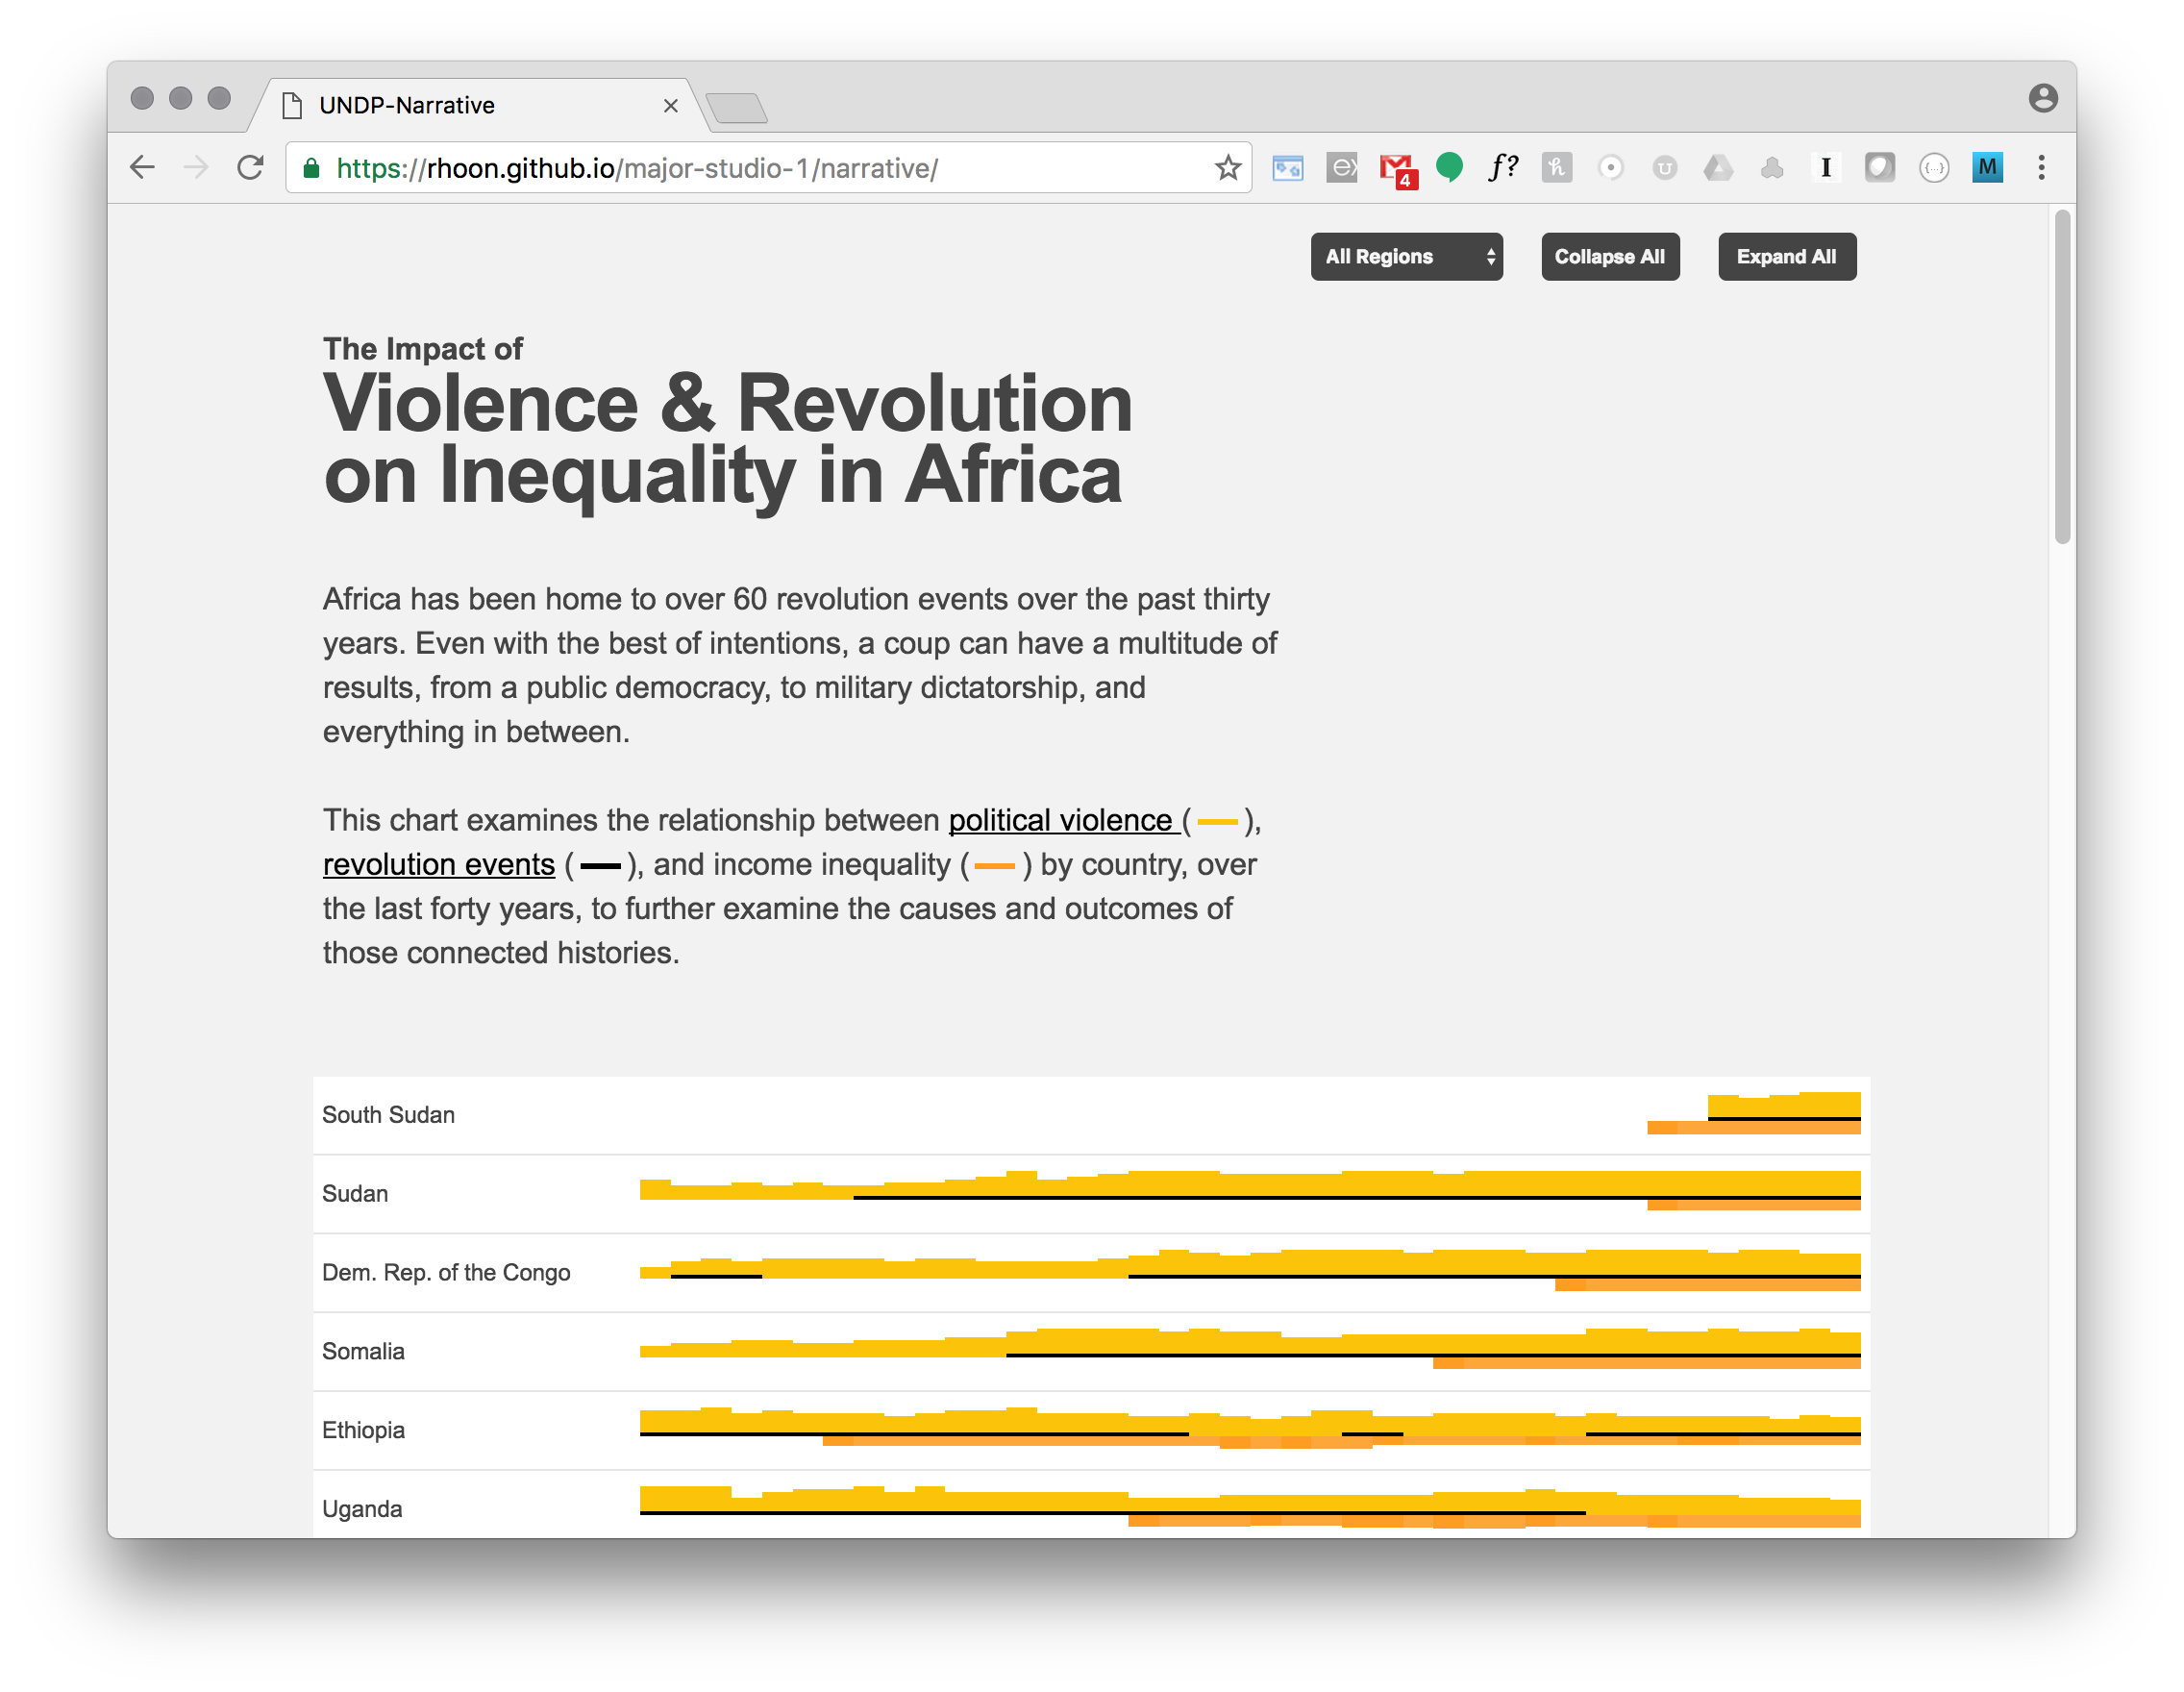 UNDP-Narrative
https://rhoon.github.io/major-studio-1/narrative/
4
f?
I
M
All Regions
Collapse All
Expand All
The Impact of
Violence & Revolution
on Inequality in Africa
Africa has been home to over 60 revolution events over the past thirty
years. Even with the best of intentions, a coup can have a multitude of
results, from a public democracy, to military dictatorship, and
everything in between.
This chart examines the relationship between political violence ( ),
revolution events ( ), and income inequality ( ) by country, over
the last forty years, to further examine the causes and outcomes of
those connected histories.
South Sudan
Sudan
Dem. Rep. of the Congo
Somalia
Ethiopia
Uganda